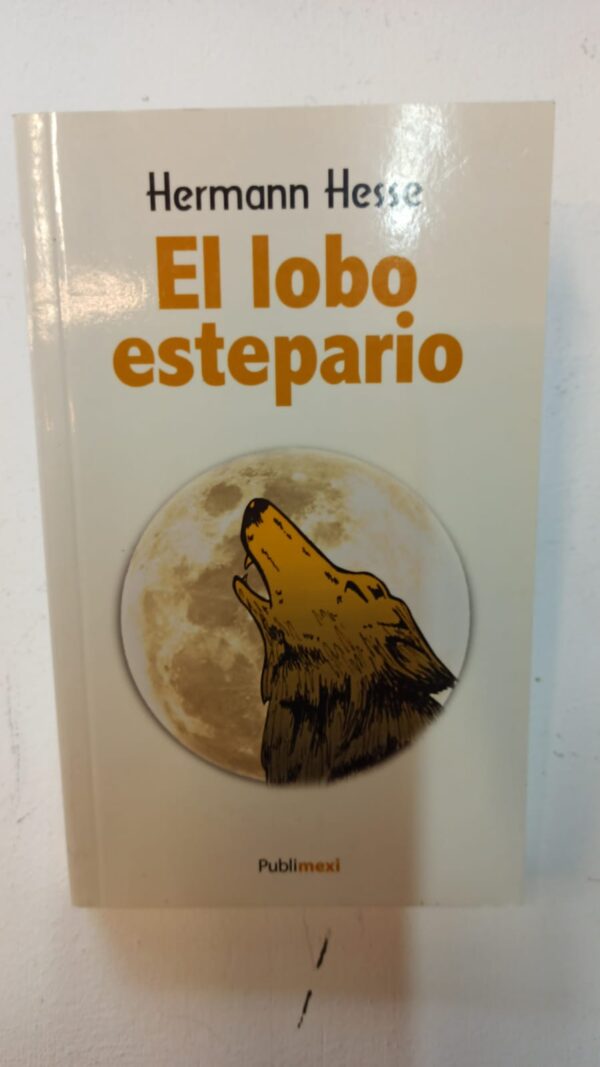 Hermann Hesse
El lobo
estepario
Publimexi